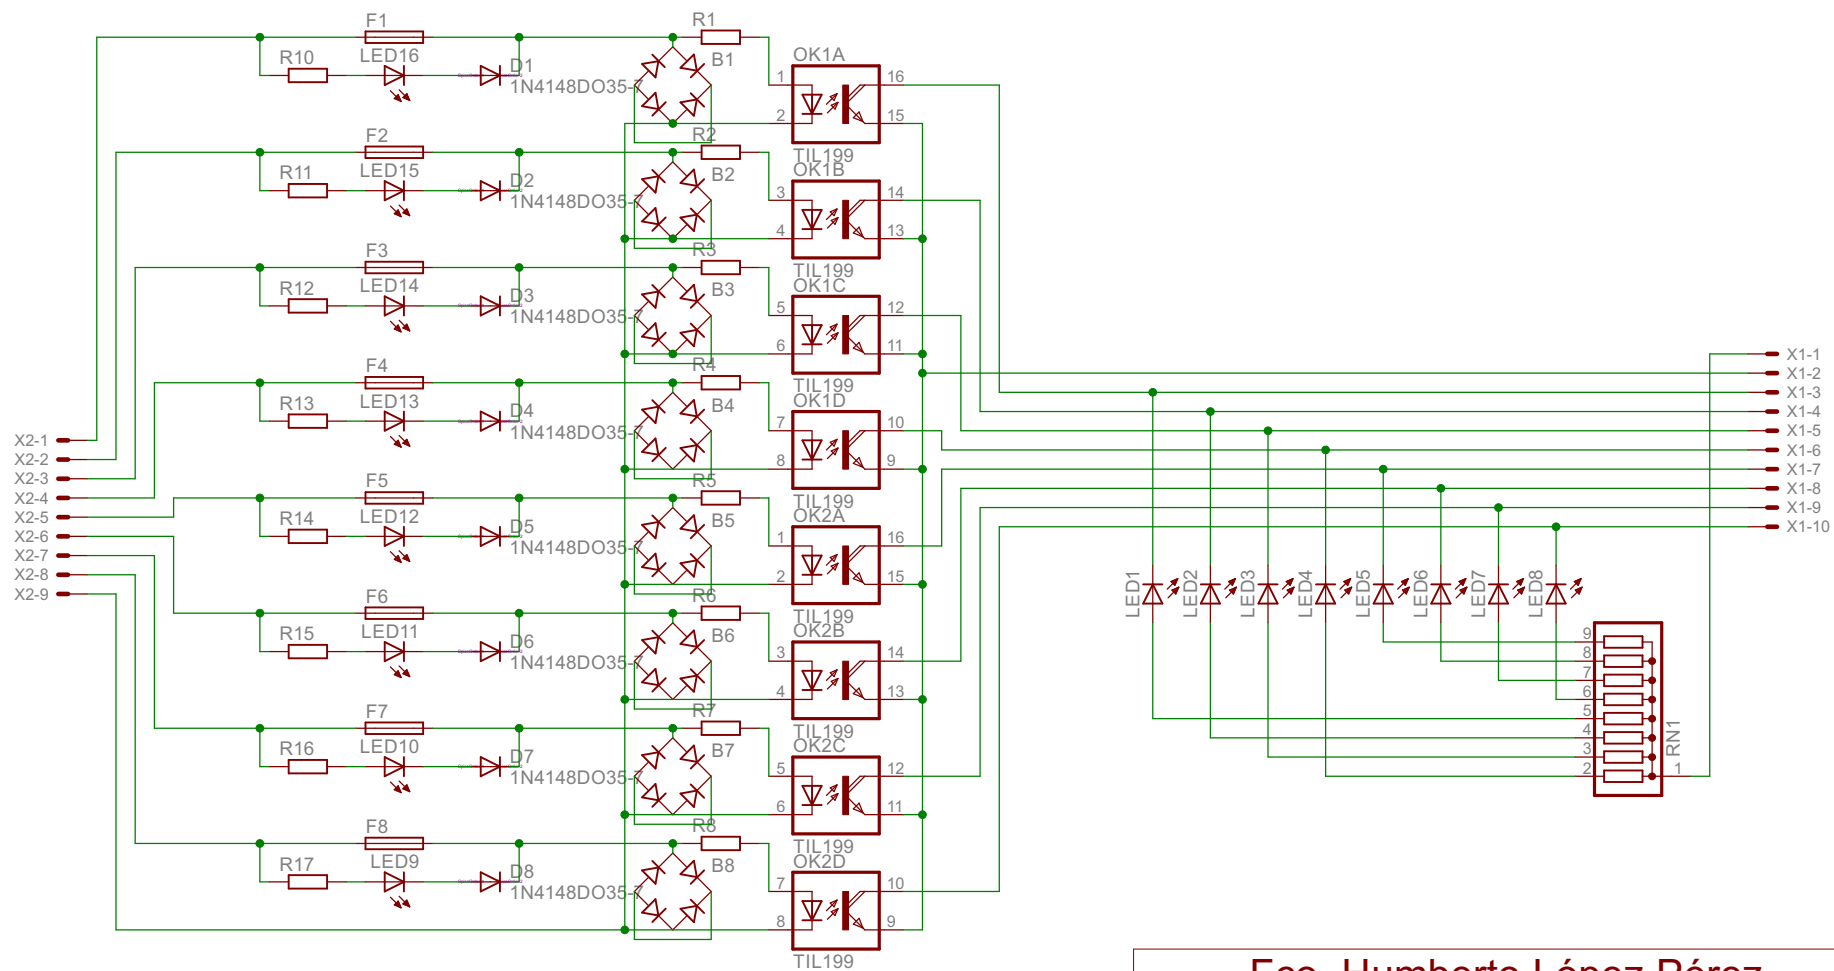 F1 R1
R10 LED16 D1 B1 OK1A
1N4148DO35-7
1 16
2 15
TIL199
F2 R2
R11 LED15 D2 B2 OK1B
1N4148DO35-7
3 14
4 13
TIL199
F3 R3
R12 LED14 D3 B3 OK1C
1N4148DO35-7
5 12
6 11
TIL199
F4 R4
R13 LED13 D4 B4 OK1D
1N4148DO35-7
7 10
8 9
TIL199
F5 R5
R14 LED12 D5 B5 OK2A
1N4148DO35-7
1 16
2 15
TIL199
F6 R6
R15 LED11 D6 B6 OK2B
1N4148DO35-7
3 14
4 13
TIL199
F7 R7
R16 LED10 D7 B7 OK2C
1N4148DO35-7
5 12
6 11
TIL199
F8 R8
R17 LED9 D8 B8 OK2D
1N4148DO35-7
7 10
8 9
TIL199
X2-1
X2-2
X2-3
X2-4
X2-5
X2-6
X2-7
X2-8
X2-9
X1-1
X1-2
X1-3
X1-4
X1-5
X1-6
X1-7
X1-8
X1-9
X1-10
LED1 LED2 LED3 LED4 LED5 LED6 LED7 LED8
9
8
7
6
5
4
3
2
1
RN1
Fco. Humberto López Pérez